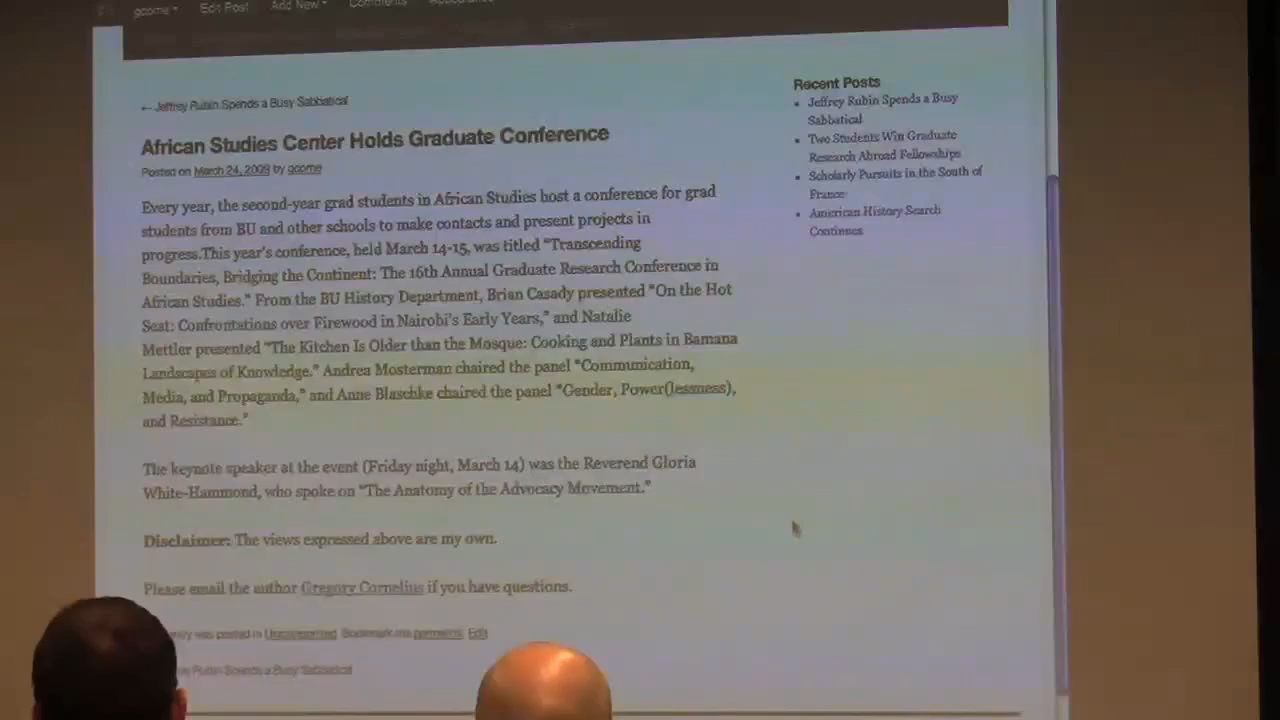 gcorne Edit Post Add New Comments Appearance
← Jeffrey Rubin Spends a Busy Sabbatical
African Studies Center Holds Graduate Conference
Posted on March 24, 2009 by gcorne
Every year, the second-year grad students in African Studies host a conference for grad
students from BU and other schools to make contacts and present projects in
progress.This year's conference, held March 14-15, was titled "Transcending
Boundaries, Bridging the Continent: The 16th Annual Graduate Research Conference in
African Studies." From the BU History Department, Brian Casady presented "On the Hot
Seat: Confrontations over Firewood in Nairobi's Early Years," and Natalie
Mettler presented "The Kitchen Is Older than the Mosque: Cooking and Plants in Bamana
Landscapes of Knowledge." Andrea Mosterman chaired the panel "Communication,
Media, and Propaganda," and Anne Blaschke chaired the panel "Gender, Power(lessness),
and Resistance."
The keynote speaker at the event (Friday night, March 14) was the Reverend Gloria
White-Hammond, who spoke on "The Anatomy of the Advocacy Movement."
Disclaimer: The views expressed above are my own.
Please email the author Gregory Cornelius if you have questions.
entry was posted in Uncategorized. Bookmark the permalink. Edit
Rubin Spends a Busy Sabbatical
Recent Posts
Jeffrey Rubin Spends a Busy
Sabbatical
Two Students Win Graduate
Research Abroad Fellowships
Scholarly Pursuits in the South of
France
American History Search
Continues